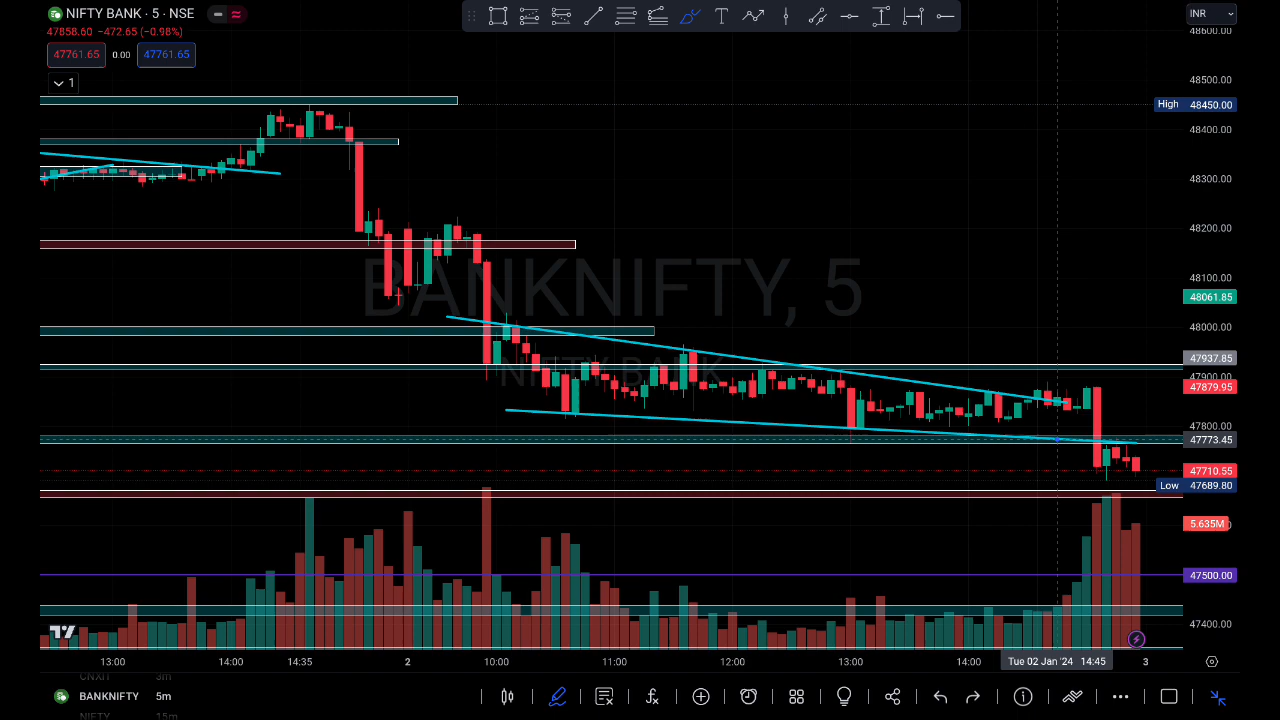 NIFTY BANK · 5 · NSE
47858.60 −472.65 (−0.98%)
47761.65 0.00 47761.65
1
T
INR
48600.00
48500.00
High 48450.00
48400.00
48300.00
48200.00
48100.00
48061.85
48000.00
47937.85
47900.00
47879.95
47800.00
47773.45
47710.55
Low 47689.80
5.635M
47500.00
47400.00
BANKNIFTY, 5
NIFTY BANK
13:00 14:00 14:35 2 10:00 11:00 12:00 13:00 14:00 Tue 02 Jan '24 14:45 3
CNXIT 3m
BANKNIFTY 5m
NIFTY 15m